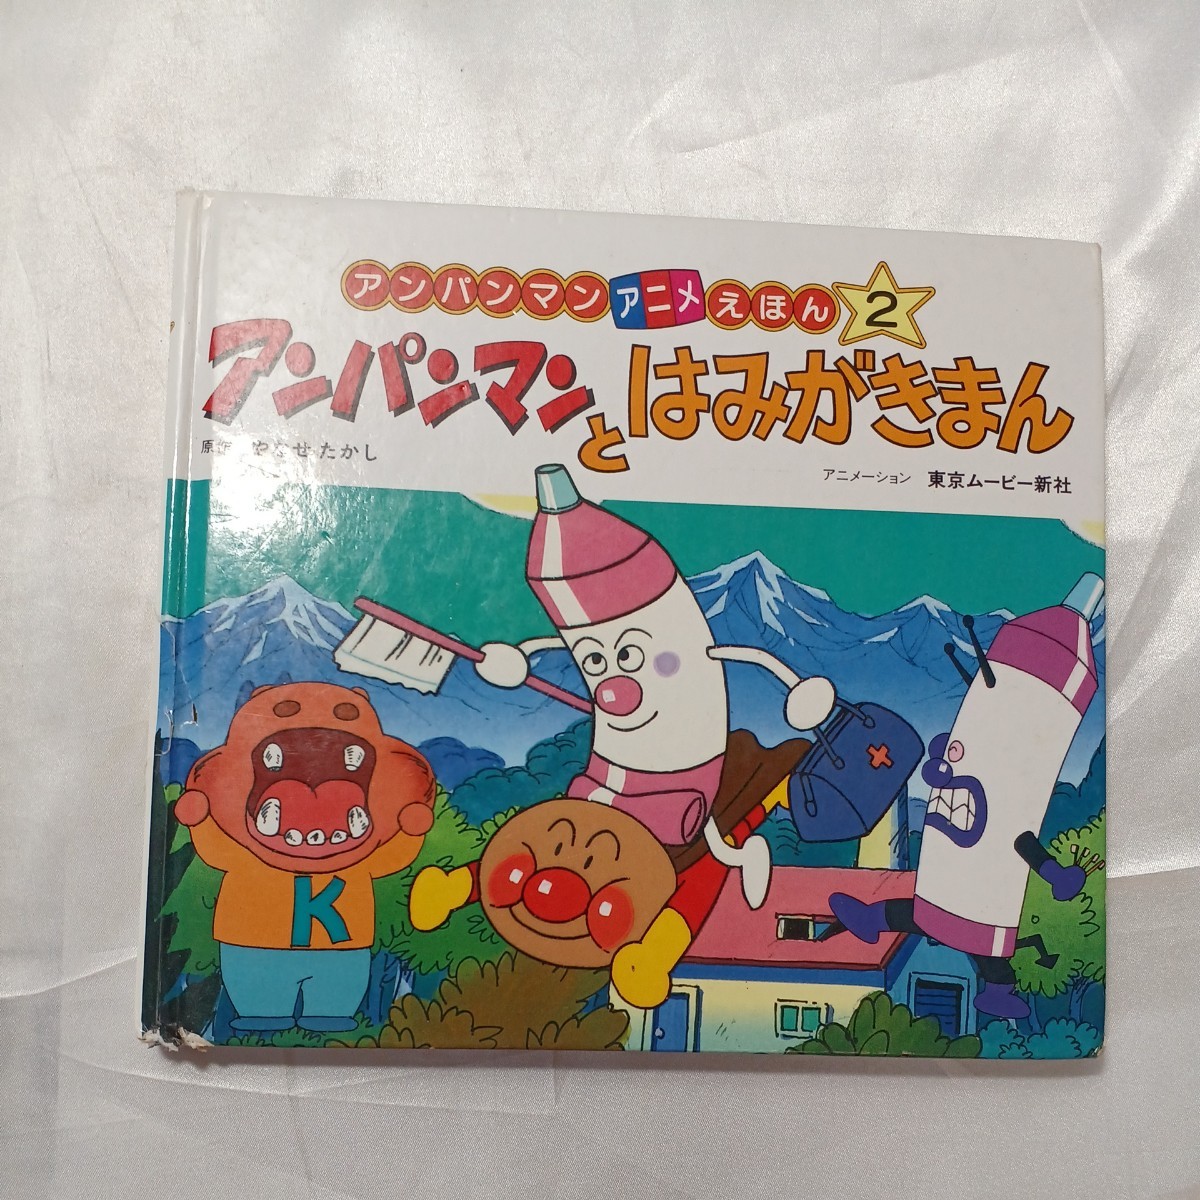 アンパンマンアニメえほん2
アンパンマンとはみがきまん
原作 やなせたかし
アニメーション 東京ムービー新社
K